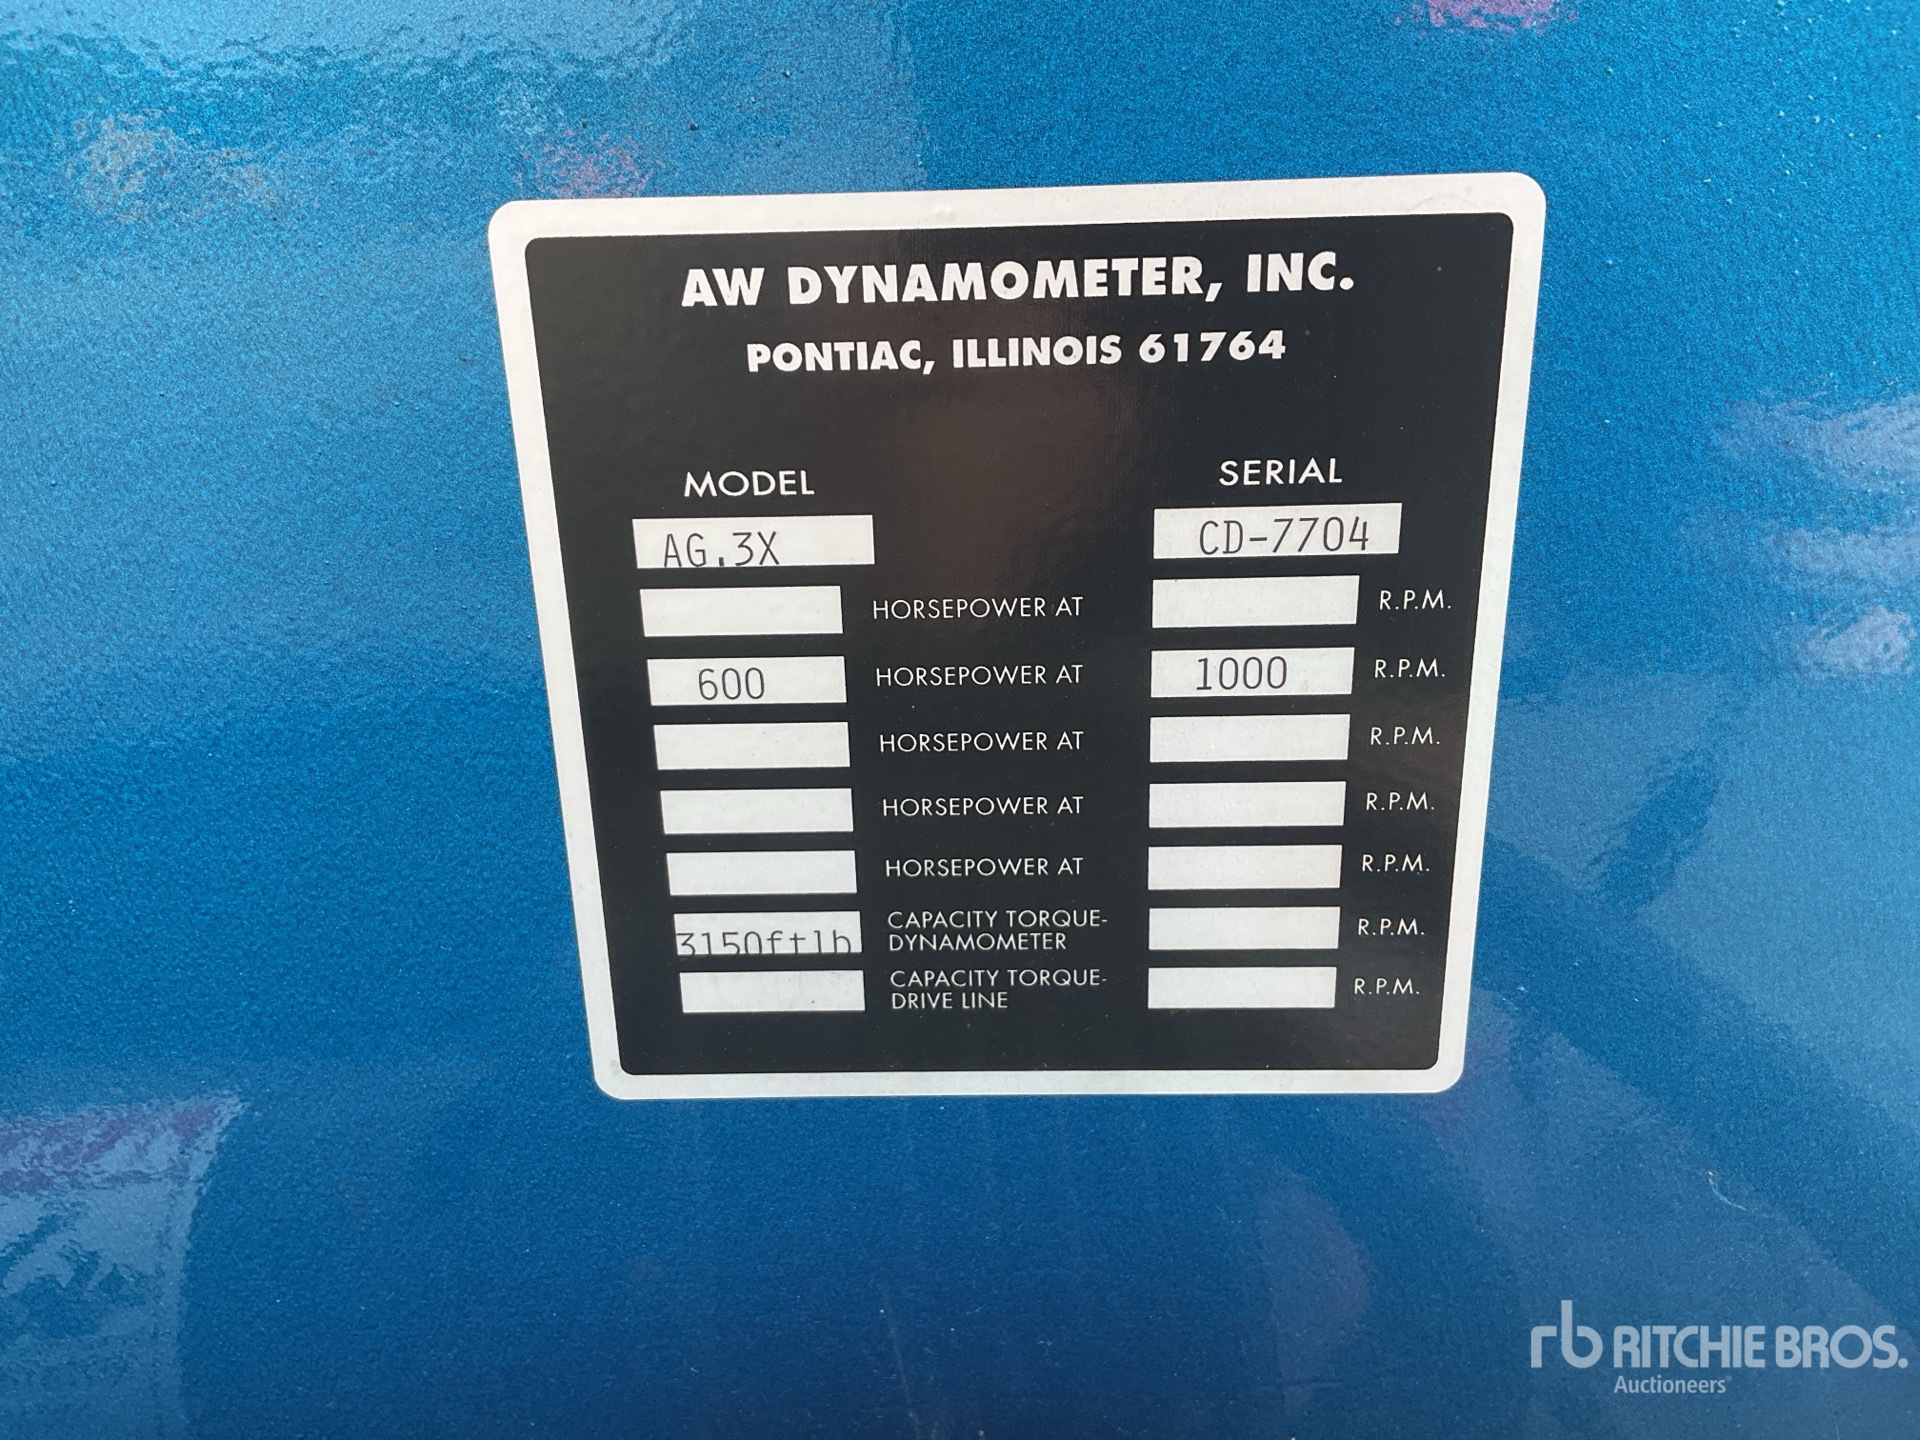 AW DYNAMOMETER, INC.
PONTIAC, ILLINOIS 61764
MODEL SERIAL
AG.3X CD-7704
HORSEPOWER AT R.P.M.
600 HORSEPOWER AT 1000 R.P.M.
HORSEPOWER AT R.P.M.
HORSEPOWER AT R.P.M.
HORSEPOWER AT R.P.M.
3150ftlb CAPACITY TORQUE-
DYNAMOMETER R.P.M.
CAPACITY TORQUE-
DRIVE LINE R.P.M.
rb RITCHIE BROS.
Auctioneers